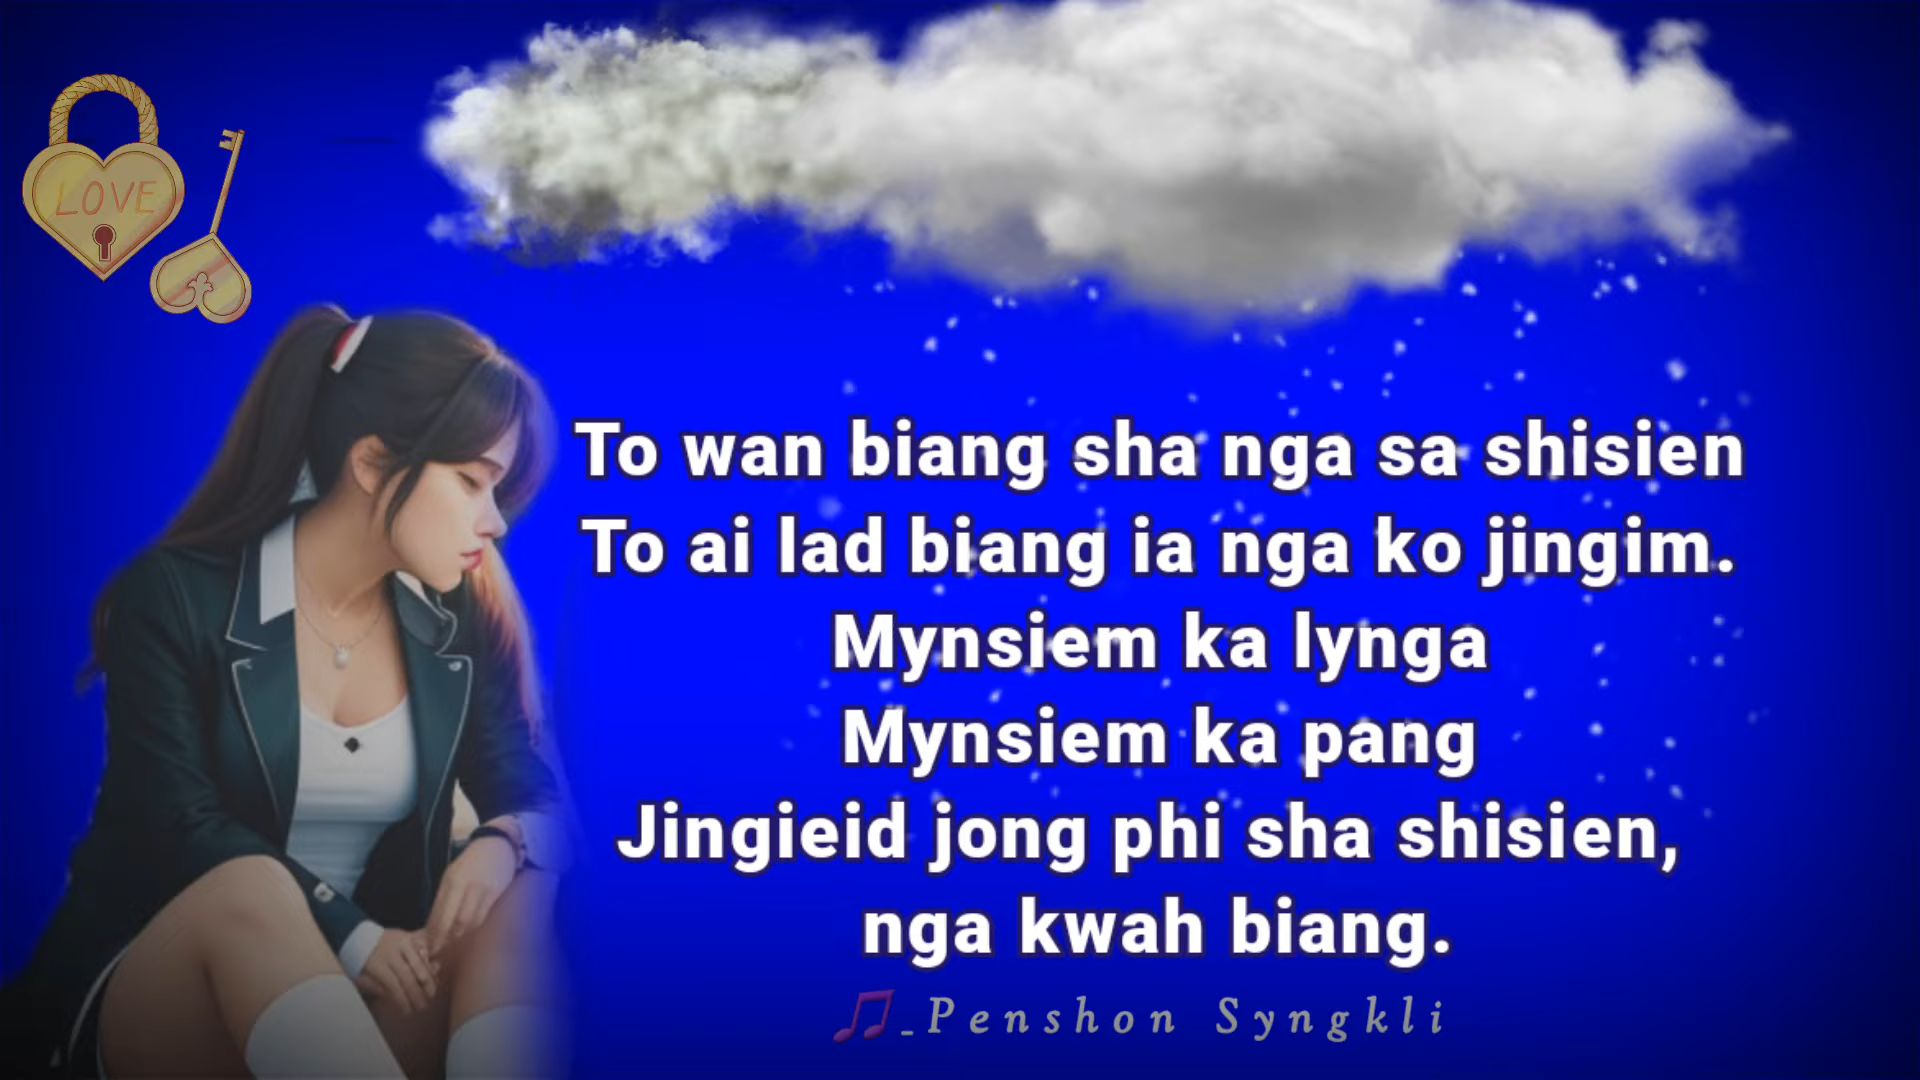 LOVE
To wan biang sha nga sa shisien
To ai lad biang ia nga ko jingim.
Mynsiem ka lynga
Mynsiem ka pang
Jingieid jong phi sha shisien,
nga kwah biang.
🎵_Penshon Syngkli